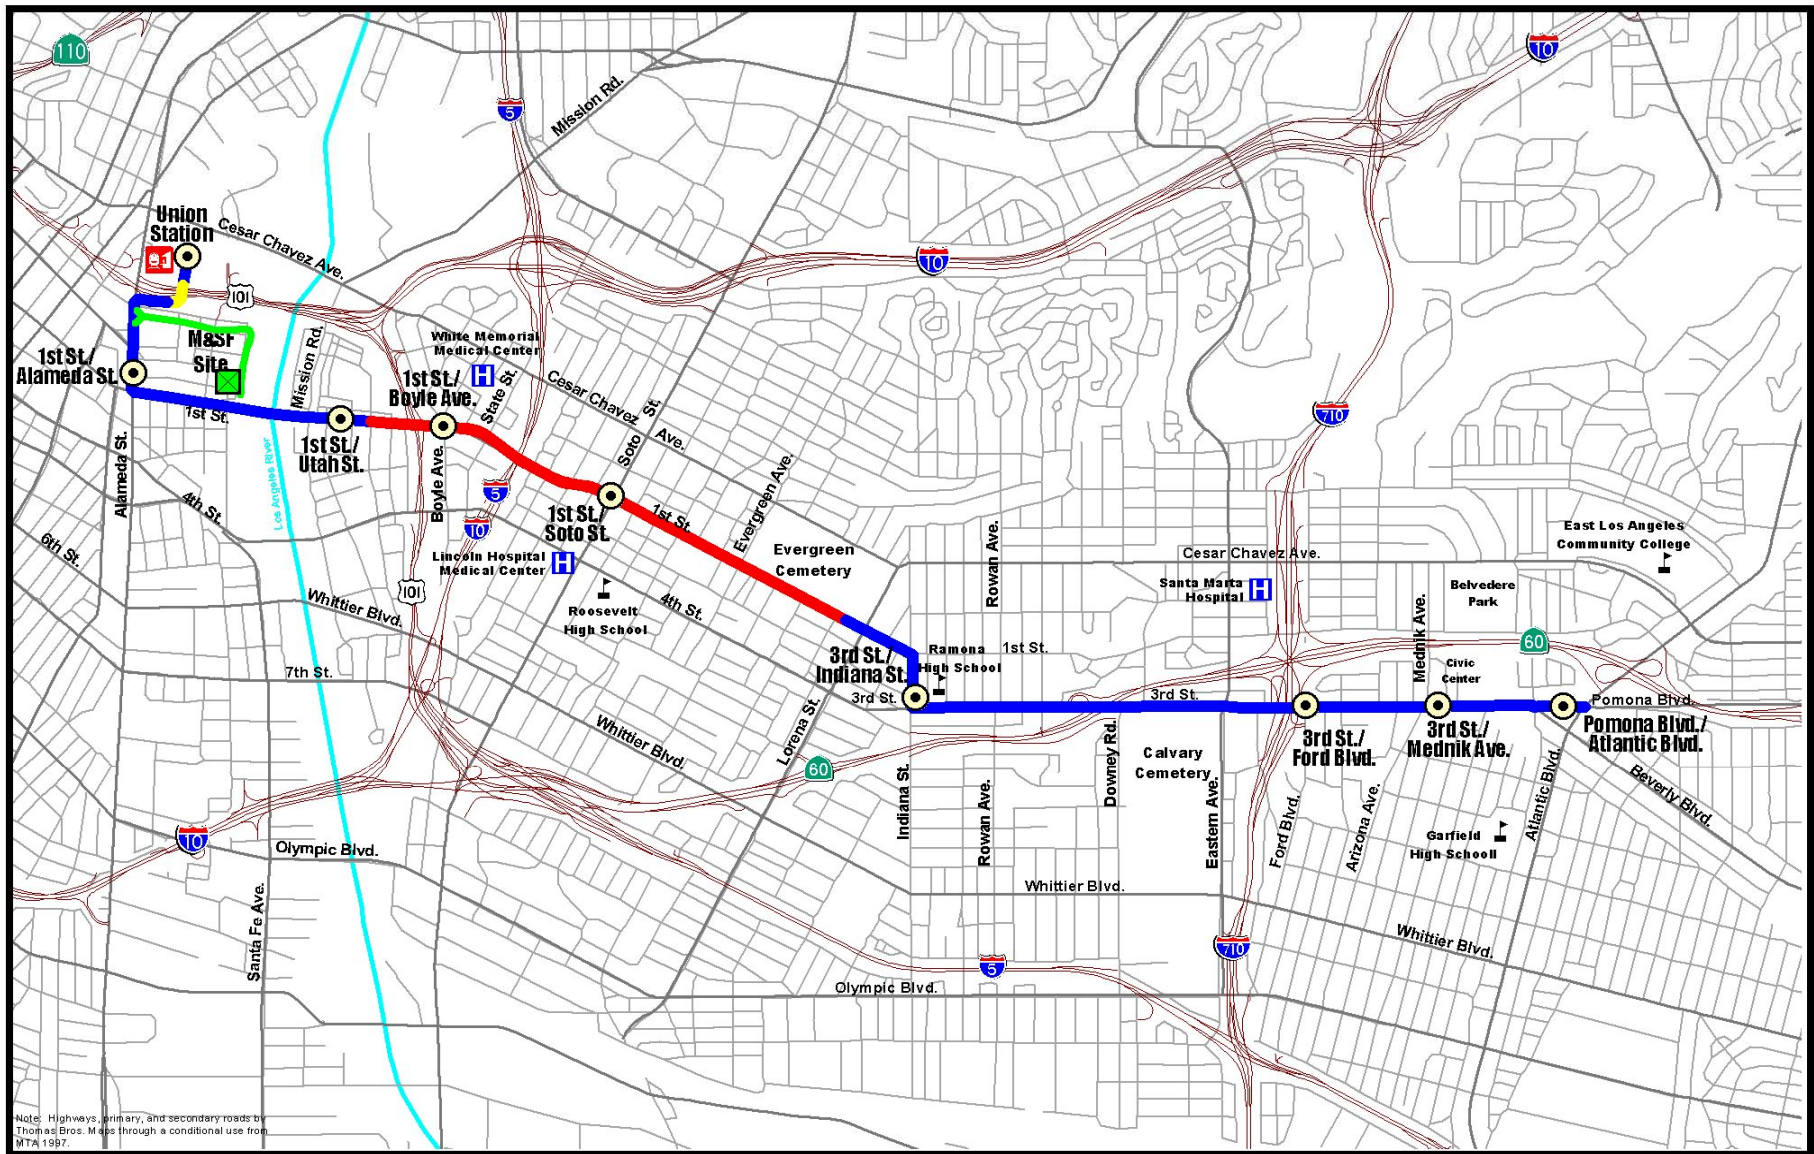 110
10
5
Mission Rd.
Union
Station
Cesar Chavez Ave.
10
101
M&SF
Site
Mission Rd.
White Memorial
Medical Center
1st St./
Alameda St.
1st St./
Boyle Ave.
State St.
Cesar Chavez
Ave.
Soto St.
710
1st St.
1st St./
Utah St.
Alameda St.
Los Angeles River
Boyle Ave.
5
10
4th St.
6th St.
1st St./
Soto St.
1st St.
Evergreen Ave.
Evergreen
Cemetery
Rowan Ave.
Lincoln Hospital
Medical Center
H
H
Roosevelt
High School
4th St.
101
Whittier Blvd.
Cesar Chavez Ave.
Santa Marta
Hospital
H
East Los Angeles
Community College
Belvedere
Park
Mednik Ave.
60
Civic
Center
3rd St./
Indiana St.
Ramona
High School
1st St.
3rd St.
3rd St.
Pomona Blvd.
7th St.
Whittier Blvd.
Lorena St.
60
Indiana St.
Rowan Ave.
Downey Rd.
Calvary
Cemetery
Eastern Ave.
3rd St./
Ford Blvd.
3rd St./
Mednik Ave.
Pomona Blvd./
Atlantic Blvd.
Ford Blvd.
Arizona Ave.
Atlantic Blvd.
Beverly Blvd.
Garfield
High Schooll
10
Olympic Blvd.
Santa Fe Ave.
Whittier Blvd.
Whittier Blvd.
710
5
Olympic Blvd.
Note: Highways, primary, and secondary roads by
Thomas Bros. Maps through a conditional use from
MTA 1997.